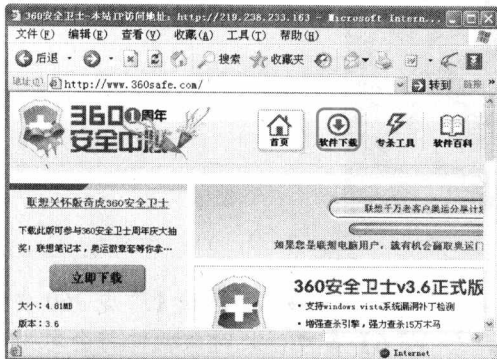 360安全卫士-本站IP访问地址: http://219.238.233.163 - Microsoft Intern...
文件(F) 编辑(E) 查看(V) 收藏(A) 工具(T) 帮助(H)
后退 搜索 收藏夹
地址(D) http://www.360safe.com/ 转到 链接 »
360①周年
安全中心
首页 软件下载 专杀工具 软件百科
联想关怀版奇虎360安全卫士
下载此版可参与360安全卫士周年庆大抽
奖!联想笔记本,奥运徽章等你拿…
立即下载
大小:4.81MB
版本:3.6
联想千万老客户奥运分享计划
如果您是联想电脑用户,就有机会赢取奥运门
360安全卫士v3.6正式版
• 支持windows vista系统漏洞补丁检测
• 增强查杀引擎,强力查杀15万木马
Internet